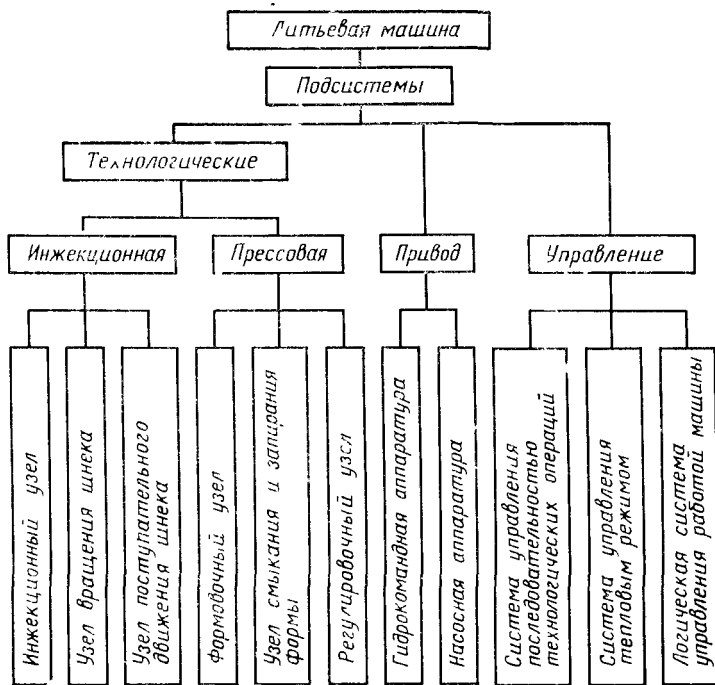 Литьевая машина
Подсистемы
Технологические
Инжекционная
Прессовая
Привод
Управление
Инжекционный узел
Узел вращения шнека
Узел поступательного
движения шнека
Формовочный узел
Узел смыкания и запирания
формы
Регулировочный узел
Гидрокомандная аппаратура
Насосная аппаратура
Система управления
последовательностью
технологических операций
Система управления
тепловым режимом
Логическая система
управления работой машины